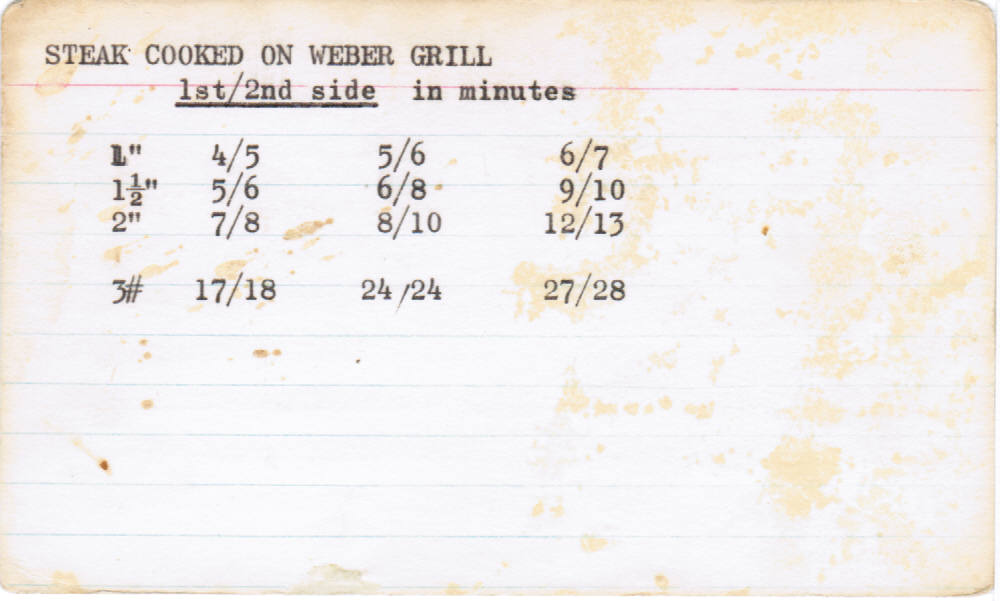 STEAK COOKED ON WEBER GRILL
1st/2nd side in minutes
1" 4/5 5/6 6/7
1½" 5/6 6/8 9/10
2" 7/8 8/10 12/13
3# 17/18 24/24 27/28